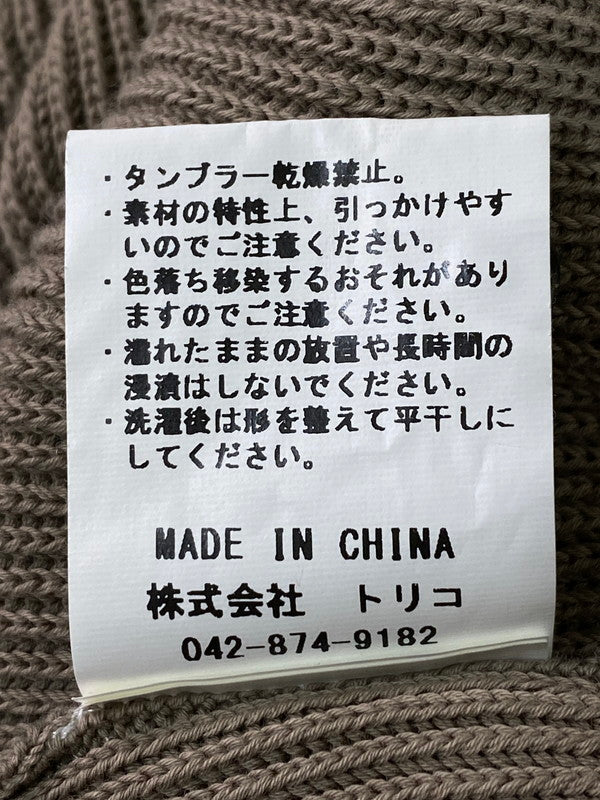 ・タンブラー乾燥禁止。
・素材の特性上、引っかけやす
いのでご注意ください。
・色落ち移染するおそれがあり
ますのでご注意ください。
・濡れたままの放置や長時間の
浸漬はしないでください。
・洗濯後は形を整えて平干しに
してください。
MADE IN CHINA
株式会社 トリコ
042-874-9182